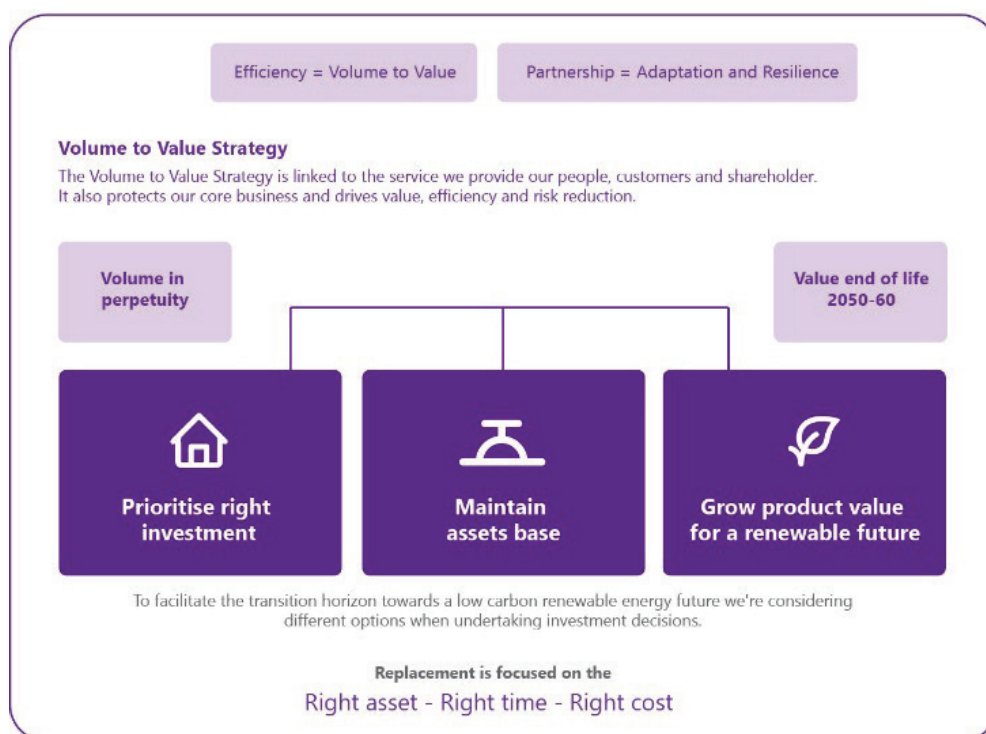 Efficiency = Volume to Value
Partnership = Adaptation and Resilience
Volume to Value Strategy
The Volume to Value Strategy is linked to the service we provide our people, customers and shareholder.
It also protects our core business and drives value, efficiency and risk reduction.
Volume in
perpetuity
Value end of life
2050-60
Prioritise right
investment
Maintain
assets base
Grow product value
for a renewable future
To facilitate the transition horizon towards a low carbon renewable energy future we're considering
different options when undertaking investment decisions.
Replacement is focused on the
Right asset - Right time - Right cost